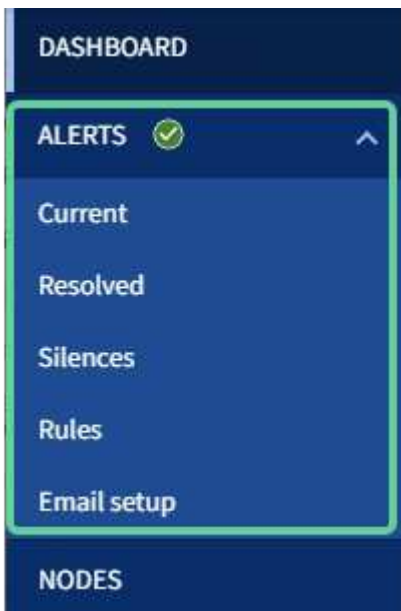 DASHBOARD
ALERTS
Current
Resolved
Silences
Rules
Email setup
NODES